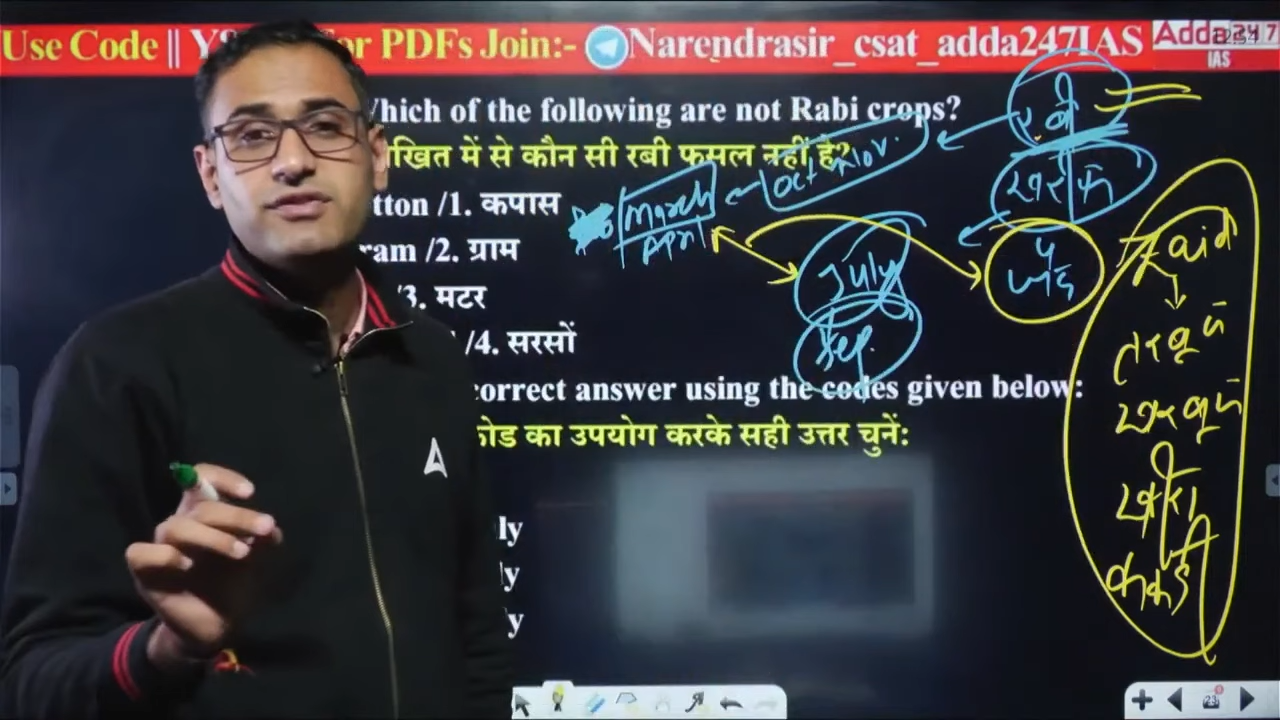 Use Code || Y For PDFs Join:- Narendrasir_csat_adda247IAS
Adda247
IAS
Which of the following are not Rabi crops?
खित में से कौन सी रबी फसल नहीं है?
tton /1. कपास
ram /2. ग्राम
/3. मटर
/4. सरसों
correct answer using the codes given below:
कोड का उपयोग करके सही उत्तर चुनें:
ly
ly
y
रबी
खरीफ
Oct Nov.
March
April
July
Sep.
Zaid
तरबूज
खरबूज
खीरा
ककड़ी